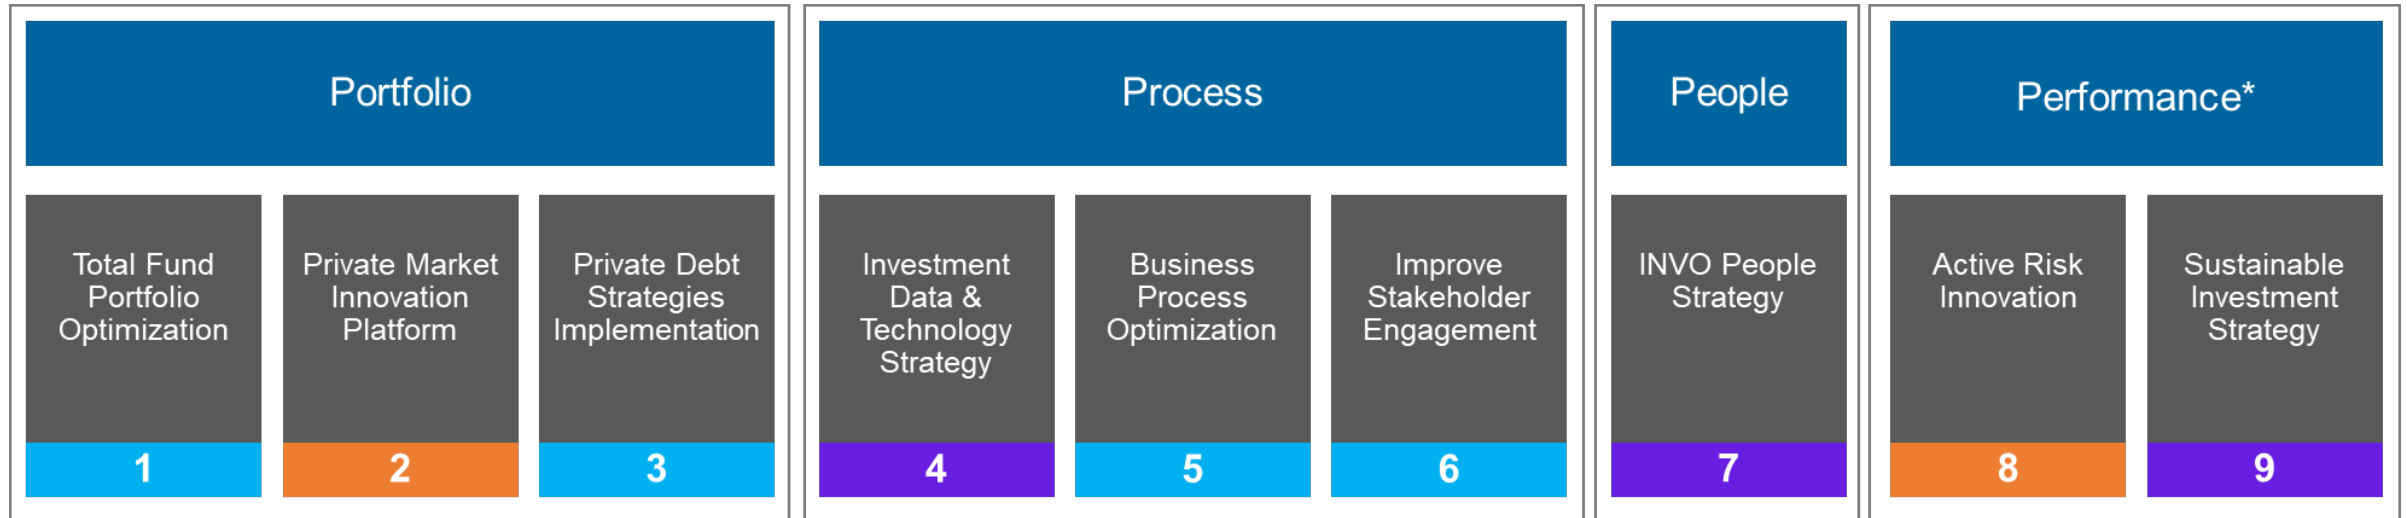 Portfolio
Total Fund
Portfolio
Optimization
1
Private Market
Innovation
Platform
2
Private Debt
Strategies
Implementation
3
Process
Investment
Data &
Technology
Strategy
4
Business
Process
Optimization
5
Improve
Stakeholder
Engagement
6
People
INVO People
Strategy
7
Performance*
Active Risk
Innovation
8
Sustainable
Investment
Strategy
9